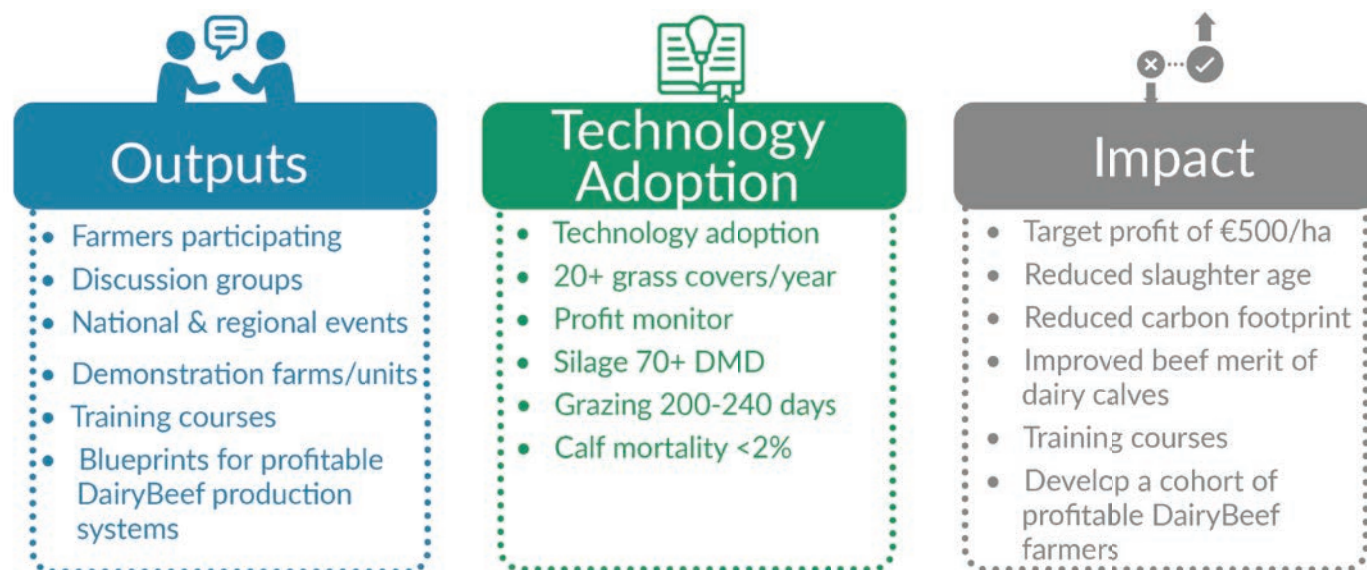 Outputs
• Farmers participating
• Discussion groups
• National & regional events
• Demonstration farms/units
• Training courses
• Blueprints for profitable
DairyBeef production
systems
Technology
Adoption
• Technology adoption
• 20+ grass covers/year
• Profit monitor
• Silage 70+ DMD
• Grazing 200-240 days
• Calf mortality <2%
Impact
• Target profit of €500/ha
• Reduced slaughter age
• Reduced carbon footprint
• Improved beef merit of
dairy calves
• Training courses
• Develop a cohort of
profitable DairyBeef
farmers